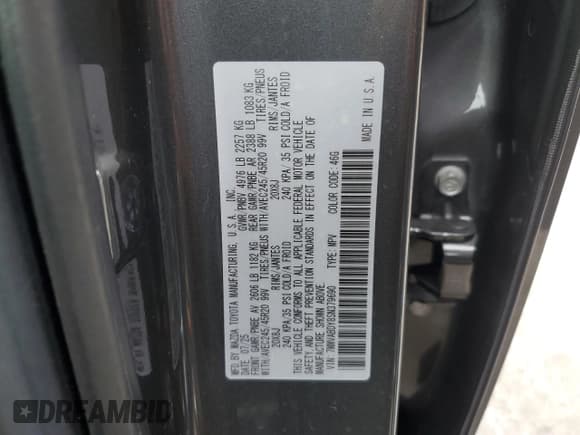 MFD BY MAZDA TOYOTA MANUFACTURING, U.S.A. INC.
DATE: 07/25 GVWR/PNBV 4976 LB 2257 KG
FRONT GAWR/PNBE AV 2606 LB 1182 KG REAR GAWR/PNBE AR 2388 LB 1083 KG
WITH/AVEC245/45R20 99V TIRES/PNEUS WITH/AVEC245/45R20 99V TIRES/PNEUS
20X8J RIMS/JANTES 20X8J RIMS/JANTES
240 KPA/ 35 PSI COLD/A FROID 240 KPA/ 35 PSI COLD/A FROID
THIS VEHICLE CONFORMS TO ALL APPLICABLE FEDERAL MOTOR VEHICLE
SAFETY AND THEFT PREVENTION STANDARDS IN EFFECT ON THE DATE OF
MANUFACTURE SHOWN ABOVE.
VIN: 7MMVABDY8SN379690 TYPE: MPV COLOR CODE: 46G
MADE IN U.S.A.
DREAMBID